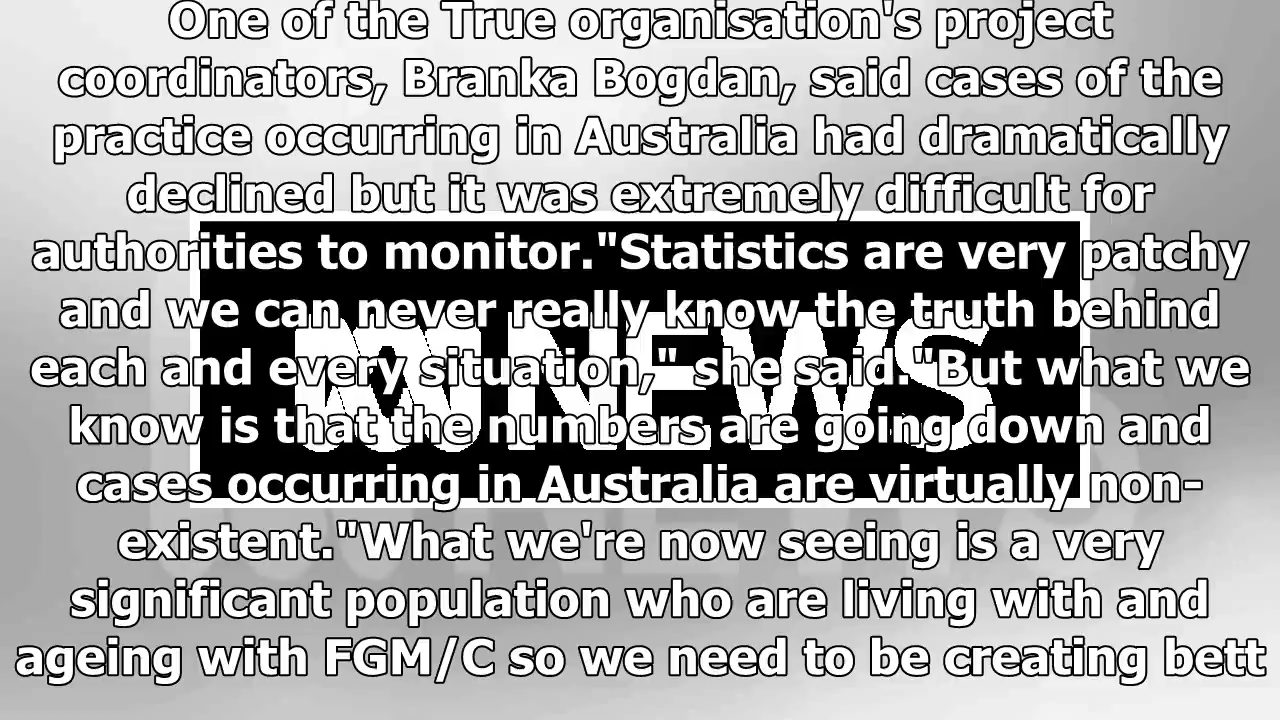 One of the True organisation's project
coordinators, Branka Bogdan, said cases of the
practice occurring in Australia had dramatically
declined but it was extremely difficult for
authorities to monitor."Statistics are very patchy
and we can never really know the truth behind
each and every situation," she said."But what we
know is that the numbers are going down and
cases occurring in Australia are virtually non-
existent."What we're now seeing is a very
significant population who are living with and
ageing with FGM/C so we need to be creating bett
NEWS